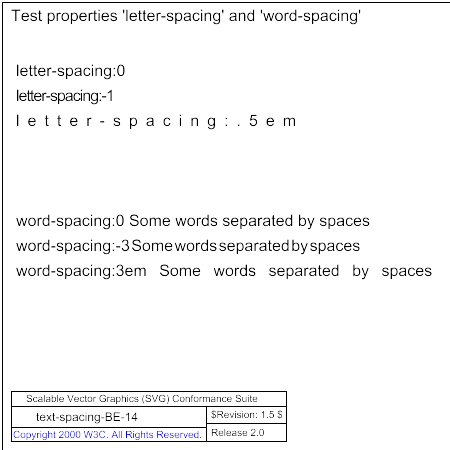 Test properties 'letter-spacing' and 'word-spacing'
letter-spacing:0
letter-spacing:-1
letter-spacing:.5em
word-spacing:0 Some words separated by spaces
word-spacing:-3 Some words separated by spaces
word-spacing:3em Some words separated by spaces
Scalable Vector Graphics (SVG) Conformance Suite
text-spacing-BE-14
$Revision: 1.5 $
Copyright 2000 W3C. All Rights Reserved.
Release 2.0